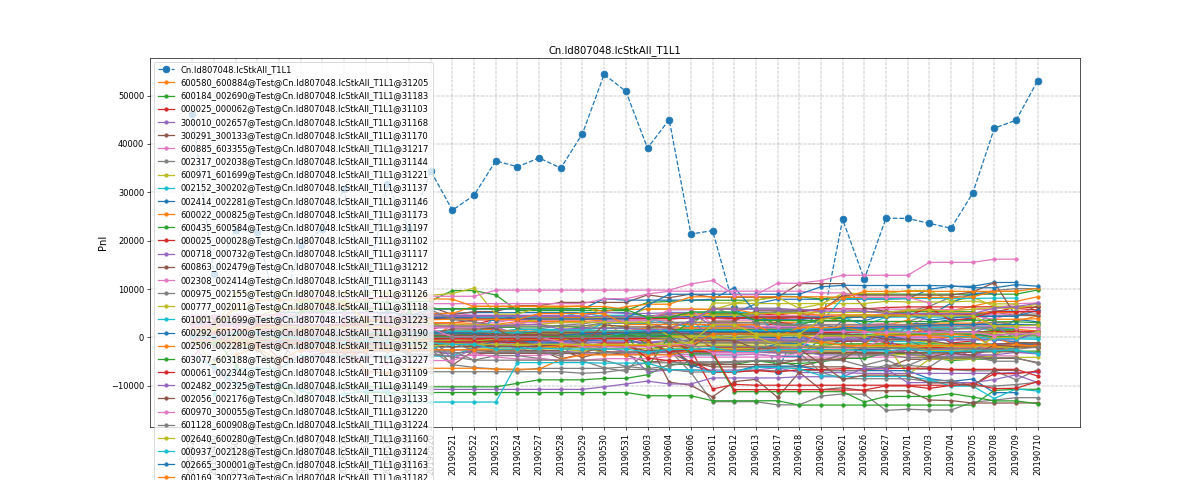 Cn.Id807048.IcStkAll_T1L1
Cn.Id807048.IcStkAll_T1L1
600580_600884@Test@Cn.Id807048.IcStkAll_T1L1@31205
600184_002690@Test@Cn.Id807048.IcStkAll_T1L1@31183
000025_000062@Test@Cn.Id807048.IcStkAll_T1L1@31103
300010_002657@Test@Cn.Id807048.IcStkAll_T1L1@31168
300291_300133@Test@Cn.Id807048.IcStkAll_T1L1@31170
600885_603355@Test@Cn.Id807048.IcStkAll_T1L1@31217
002317_002038@Test@Cn.Id807048.IcStkAll_T1L1@31144
600971_601699@Test@Cn.Id807048.IcStkAll_T1L1@31221
002152_300202@Test@Cn.Id807048.IcStkAll_T1L1@31137
002414_002281@Test@Cn.Id807048.IcStkAll_T1L1@31146
600022_000825@Test@Cn.Id807048.IcStkAll_T1L1@31173
600435_600584@Test@Cn.Id807048.IcStkAll_T1L1@31197
000025_000028@Test@Cn.Id807048.IcStkAll_T1L1@31102
000718_000732@Test@Cn.Id807048.IcStkAll_T1L1@31117
600863_002479@Test@Cn.Id807048.IcStkAll_T1L1@31212
002308_002414@Test@Cn.Id807048.IcStkAll_T1L1@31143
000975_002155@Test@Cn.Id807048.IcStkAll_T1L1@31126
000777_002011@Test@Cn.Id807048.IcStkAll_T1L1@31118
601001_601699@Test@Cn.Id807048.IcStkAll_T1L1@31223
600292_601200@Test@Cn.Id807048.IcStkAll_T1L1@31190
002506_002281@Test@Cn.Id807048.IcStkAll_T1L1@31152
603077_603188@Test@Cn.Id807048.IcStkAll_T1L1@31227
000061_002344@Test@Cn.Id807048.IcStkAll_T1L1@31109
002482_002325@Test@Cn.Id807048.IcStkAll_T1L1@31149
002056_002176@Test@Cn.Id807048.IcStkAll_T1L1@31133
600970_300055@Test@Cn.Id807048.IcStkAll_T1L1@31220
601128_600908@Test@Cn.Id807048.IcStkAll_T1L1@31224
002640_600280@Test@Cn.Id807048.IcStkAll_T1L1@31160
000937_002128@Test@Cn.Id807048.IcStkAll_T1L1@31124
002665_300001@Test@Cn.Id807048.IcStkAll_T1L1@31163
600169_300273@Test@Cn.Id807048.IcStkAll_T1L1@31182
Pnl
50000
40000
30000
20000
10000
0
−10000
20190521
20190522
20190523
20190524
20190527
20190528
20190529
20190530
20190531
20190603
20190604
20190606
20190611
20190612
20190613
20190617
20190618
20190620
20190621
20190626
20190627
20190701
20190703
20190704
20190705
20190708
20190709
20190710